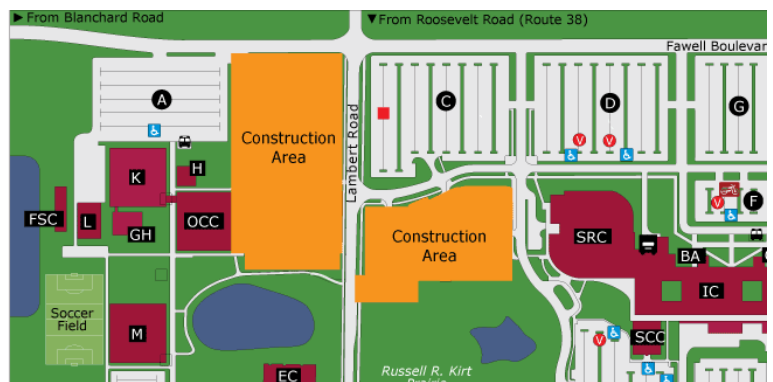 From Blanchard Road
From Roosevelt Road (Route 38)
Fawell Boulevar
A
C
D
G
Construction
Area
Lambert Road
V
V
K
H
FSC
L
GH
OCC
V
F
SRC
Construction
Area
BA
IC
Soccer
Field
M
V
SCC
EC
Russell R. Kirt
Prairie